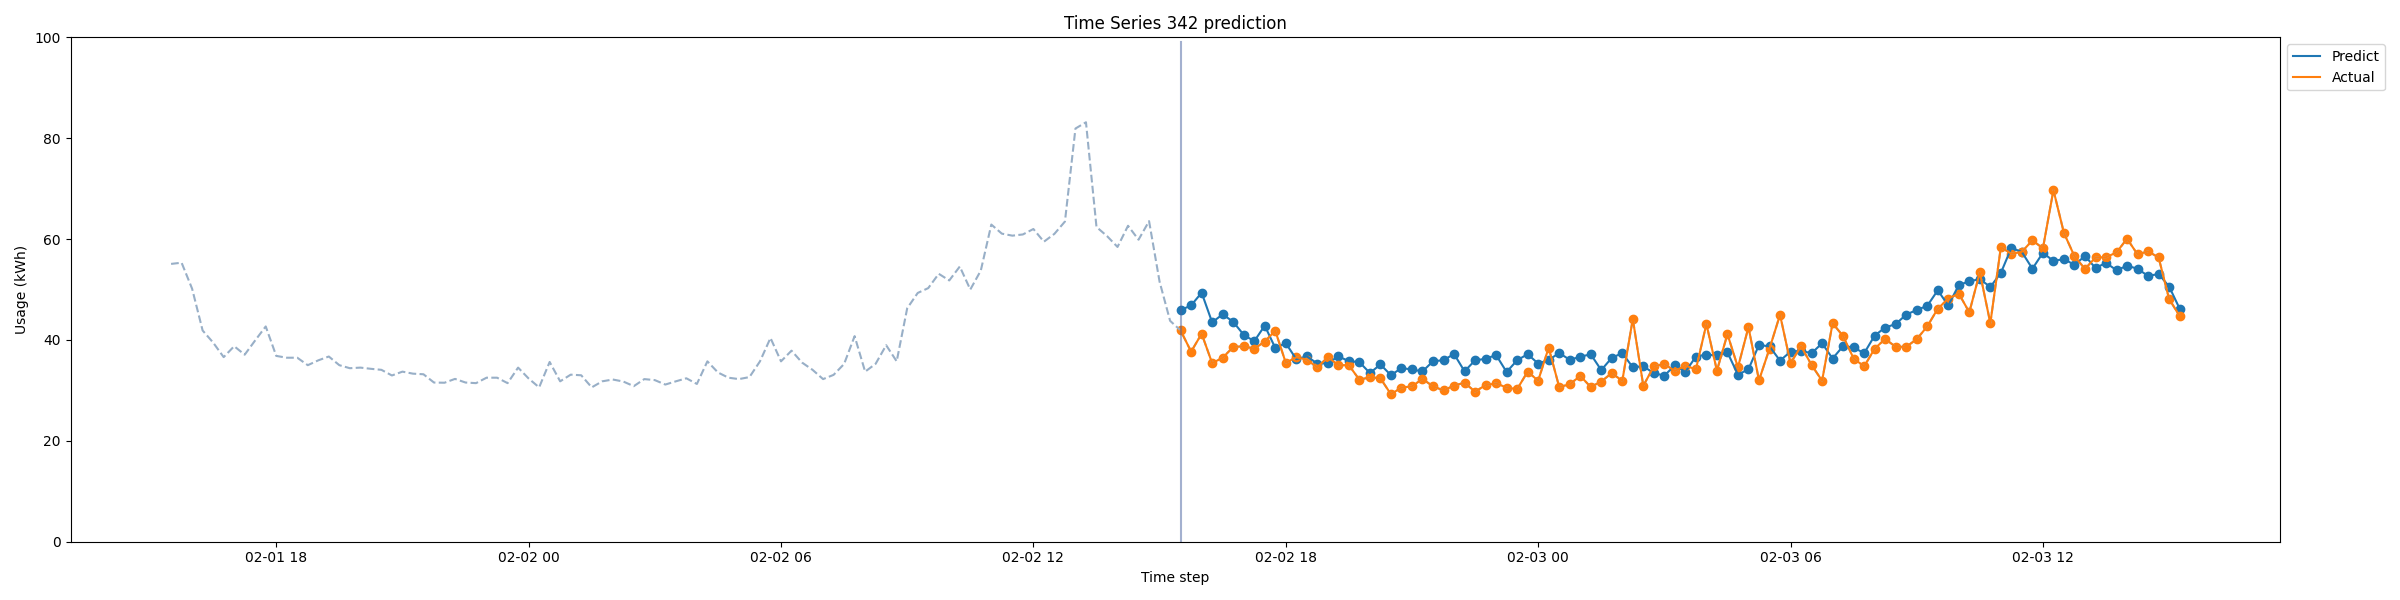 Time Series 342 prediction
100
80
60
40
20
0
Usage (kWh)
02-01 18
02-02 00
02-02 06
02-02 12
02-02 18
02-03 00
02-03 06
02-03 12
Time step
Predict
Actual